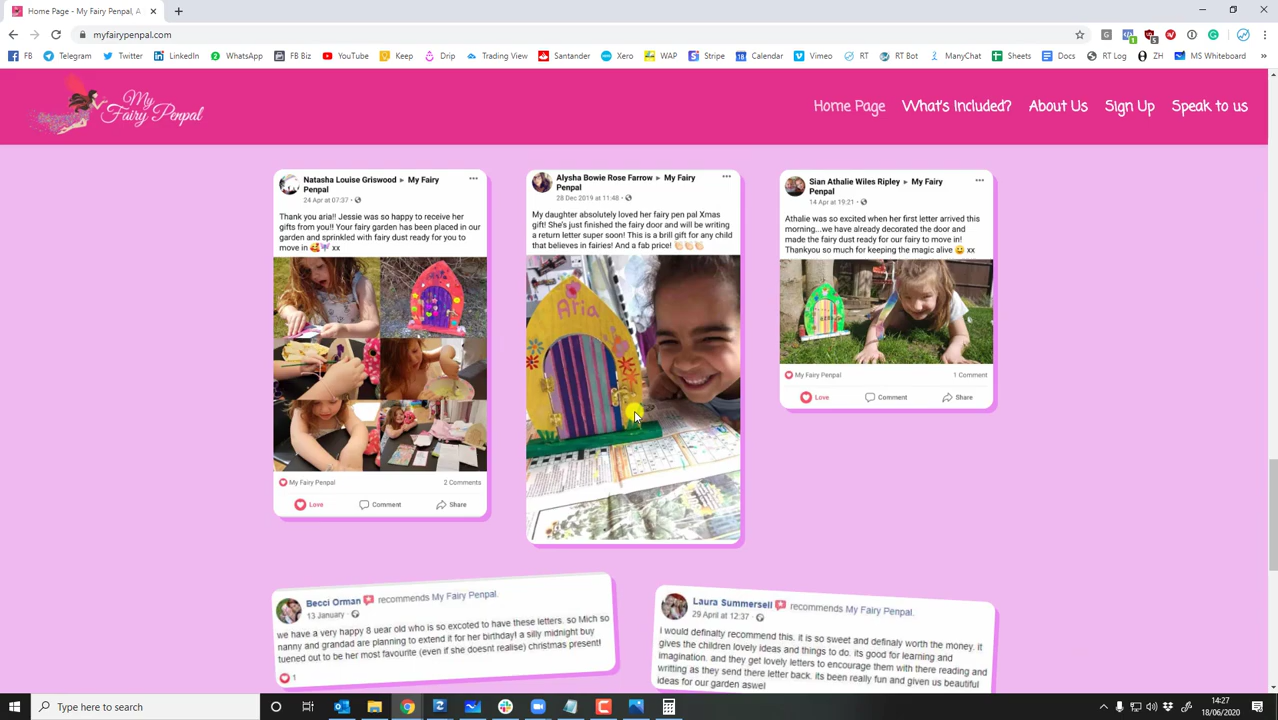 Home Page - My Fairy Penpal, A
myfairypenpal.com
FB
Telegram
Twitter
LinkedIn
WhatsApp
FB Biz
YouTube
Keep
Drip
Trading View
Santander
Xero
WAP
Stripe
Calendar
Vimeo
RT
RT Bot
ManyChat
Sheets
Docs
RT Log
ZH
MS Whiteboard
My
Fairy Penpal
Home Page
What's Included?
About Us
Sign Up
Speak to us
Natasha Louise Griswood ▸ My Fairy
Penpal
24 Apr at 07:37
Thank you aria!! Jessie was so happy to receive her
gifts from you!! Your fairy garden has been placed in our
garden and sprinkled with fairy dust ready for you to
move in xx
My Fairy Penpal
2 Comments
Love
Comment
Share
Alysha Bowie Rose Farrow ▸ My Fairy
Penpal
28 Dec 2019 at 11:48
My daughter absolutely loved her fairy pen pal Xmas
gift! She's just finished the fairy door and will be writing
a return letter super soon! This is a brill gift for any child
that believes in fairies! And a fab price!
Aria
Sian Athalie Wiles Ripley ▸ My Fairy
Penpal
14 Apr at 19:21
Athalie was so excited when her first letter arrived this
morning...we have already decorated the door and
made the fairy dust ready for our fairy to move in!
Thankyou so much for keeping the magic alive xx
My Fairy Penpal
1 Comment
Love
Comment
Share
Becci Orman recommends My Fairy Penpal.
13 January
we have a very happy 8 uear old who is so excoted to have these letters. so Mich so
nanny and grandad are planning to extend it for her birthday! a silly midnight buy
tuened out to be her most favourite (even if she doesnt realise) christmas present!
1
Laura Summersell recommends My Fairy Penpal.
29 April at 12:37
I would definatly recommend this. it is so sweet and definaly worth the money. it
gives the children lovely ideas and things to do. its good for learning and
imagination. and they get lovely letters to encourage them with there reading and
writting as they send there letter back. its been really fun and given us beautiful
ideas for our garden aswel
Type here to search
14:27
18/06/2020